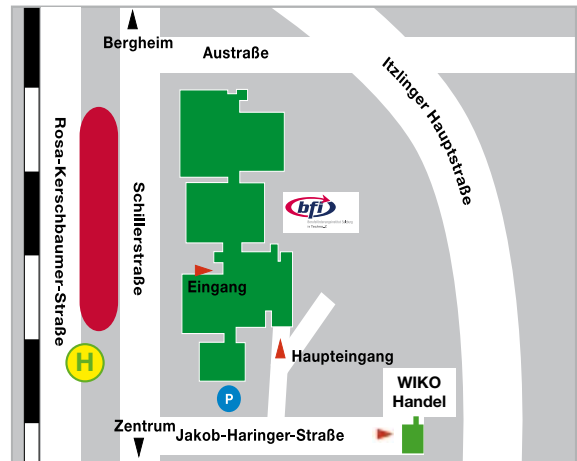 Bergheim
Austraße
Itzlinger Hauptstraße
Rosa-Kerschbaumer-Straße
Schillerstraße
bfi
Eingang
Haupteingang
H
P
WIKO
Handel
Zentrum
Jakob-Haringer-Straße